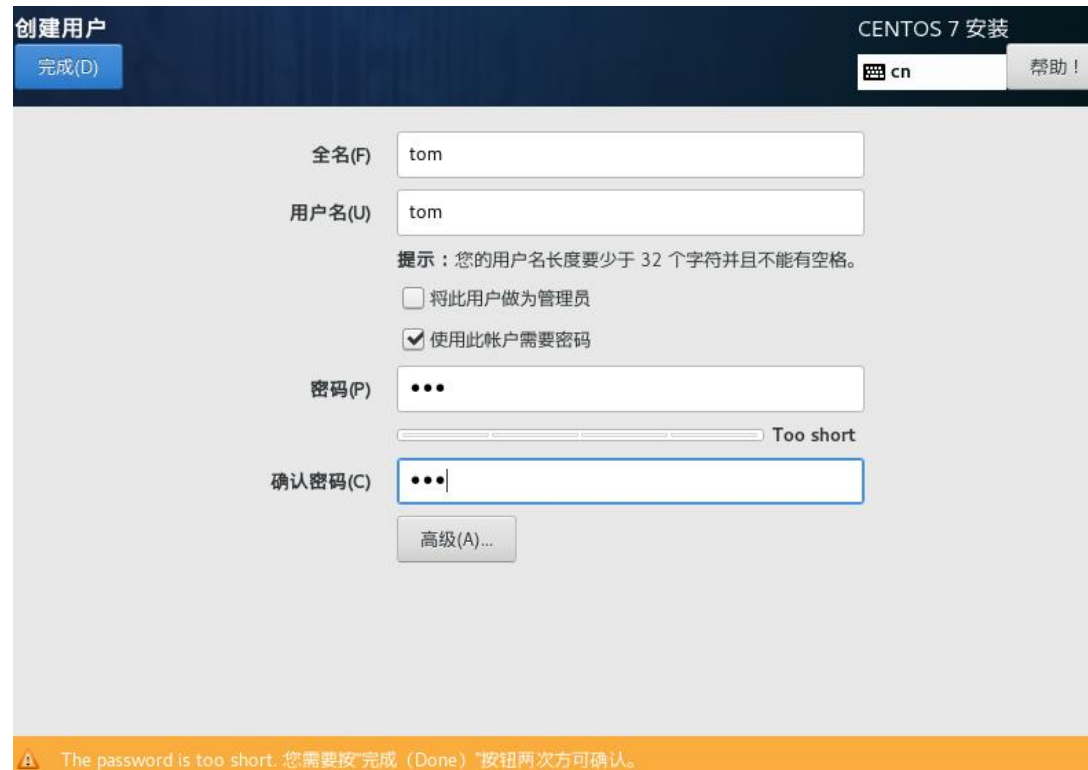 创建用户
CENTOS 7 安装
完成(D)
cn
帮助！
全名(F)
tom
用户名(U)
tom
提示：您的用户名长度要少于 32 个字符并且不能有空格。
将此用户做为管理员
使用此帐户需要密码
密码(P)
•••
Too short
确认密码(C)
•••
高级(A)...
The password is too short. 您需要按"完成（Done）"按钮两次方可确认。